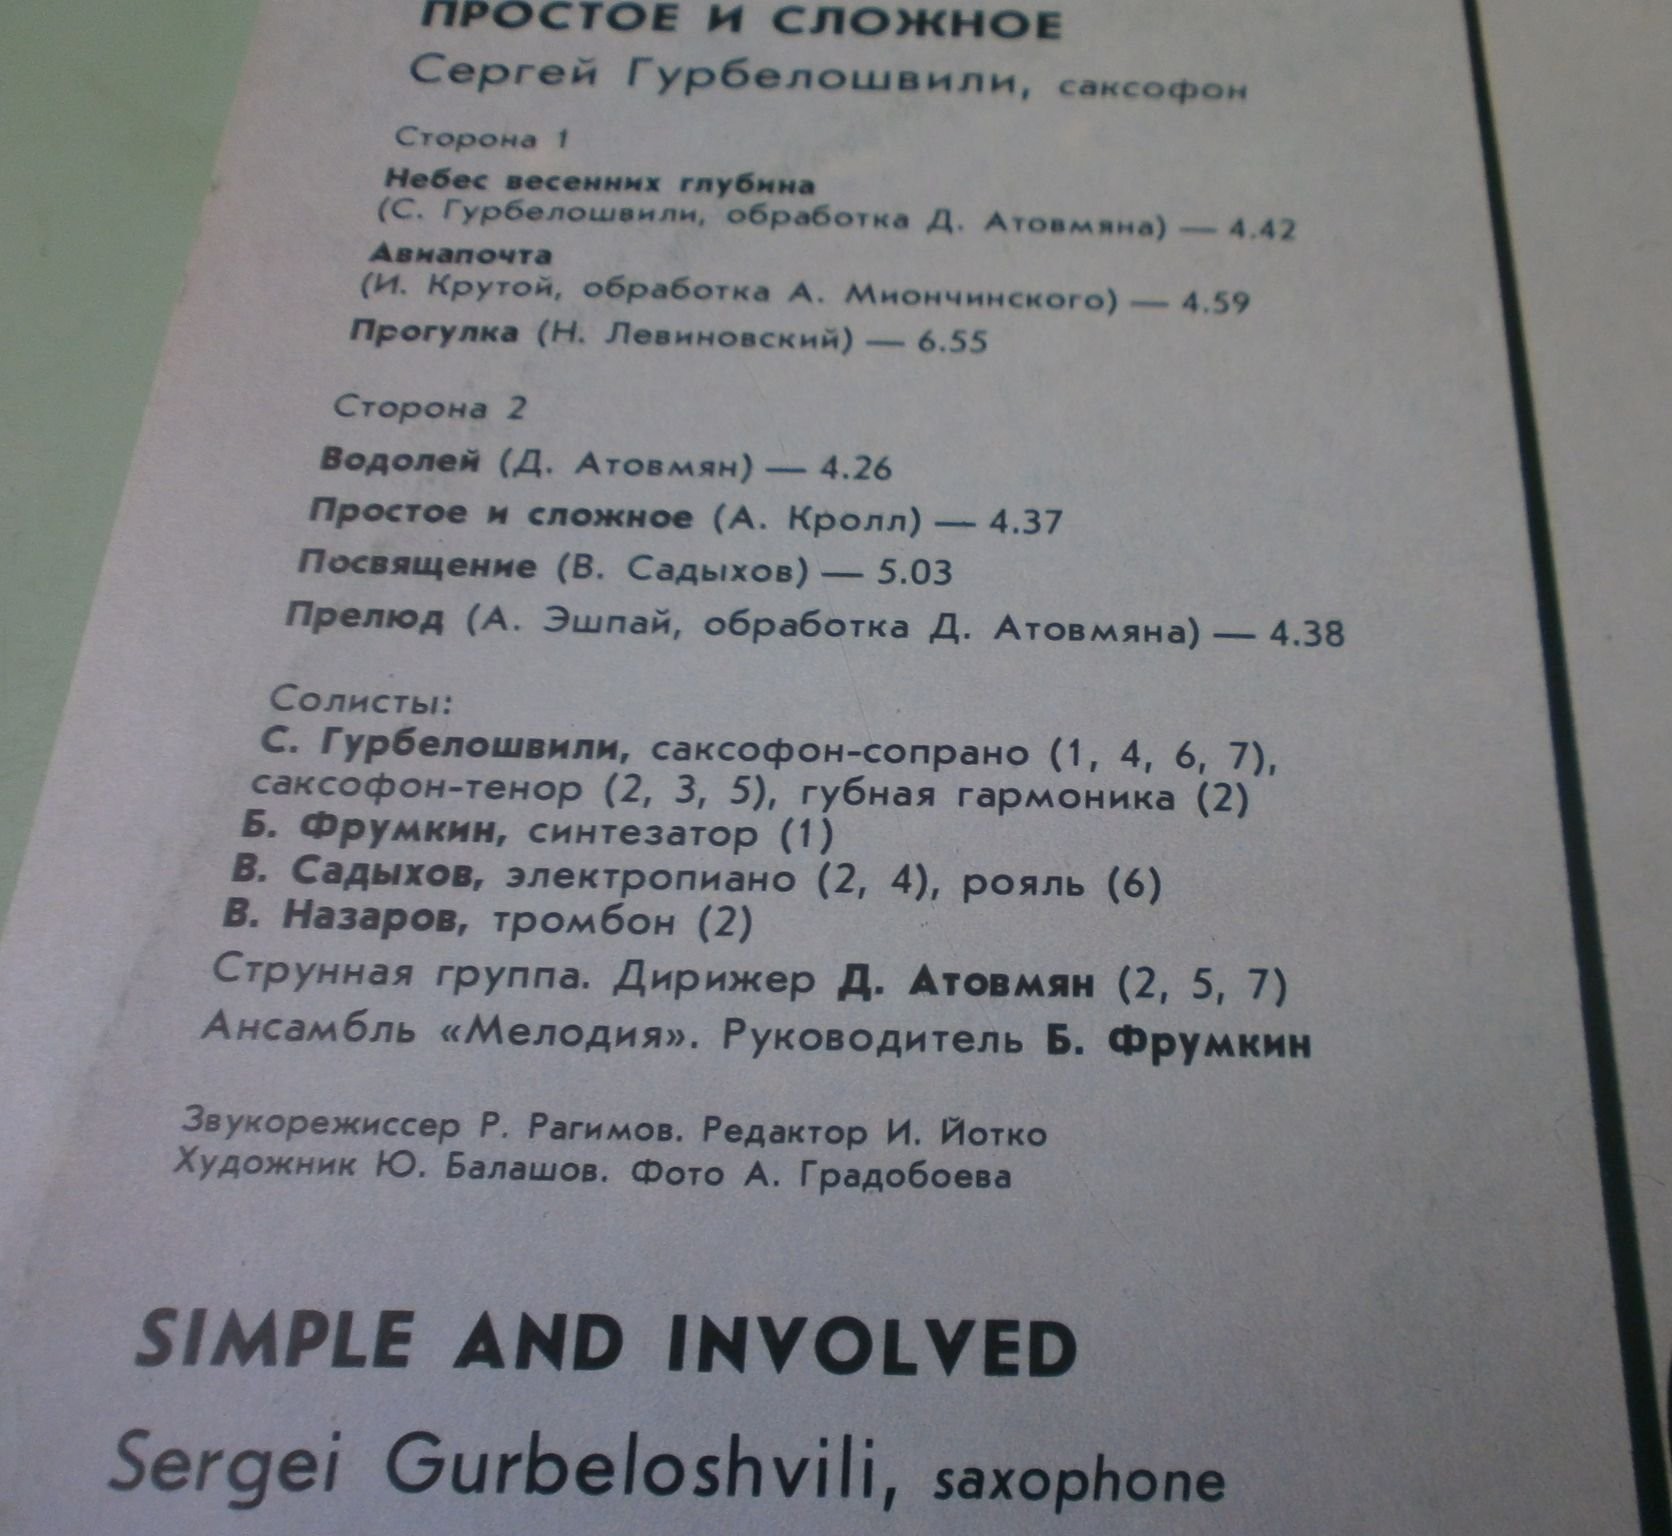 ПРОСТОЕ И СЛОЖНОЕ
Сергей Гурбелошвили, саксофон
Сторона 1
Небес весенних глубина
(С. Гурбелошвили, обработка Д. Атовмяна) — 4.42
Авиапочта
(И. Крутой, обработка А. Миончинского) — 4.59
Прогулка (Н. Левиновский) — 6.55
Сторона 2
Водолей (Д. Атовмян) — 4.26
Простое и сложное (А. Кролл) — 4.37
Посвящение (В. Садыхов) — 5.03
Прелюд (А. Эшпай, обработка Д. Атовмяна) — 4.38
Солисты:
С. Гурбелошвили, саксофон-сопрано (1, 4, 6, 7),
саксофон-тенор (2, 3, 5), губная гармоника (2)
Б. Фрумкин, синтезатор (1)
В. Садыхов, электропиано (2, 4), рояль (6)
В. Назаров, тромбон (2)
Струнная группа. Дирижер Д. Атовмян (2, 5, 7)
Ансамбль «Мелодия». Руководитель Б. Фрумкин
Звукорежиссер Р. Рагимов. Редактор И. Йотко
Художник Ю. Балашов. Фото А. Градобоева
SIMPLE AND INVOLVED
Sergei Gurbeloshvili, saxophone